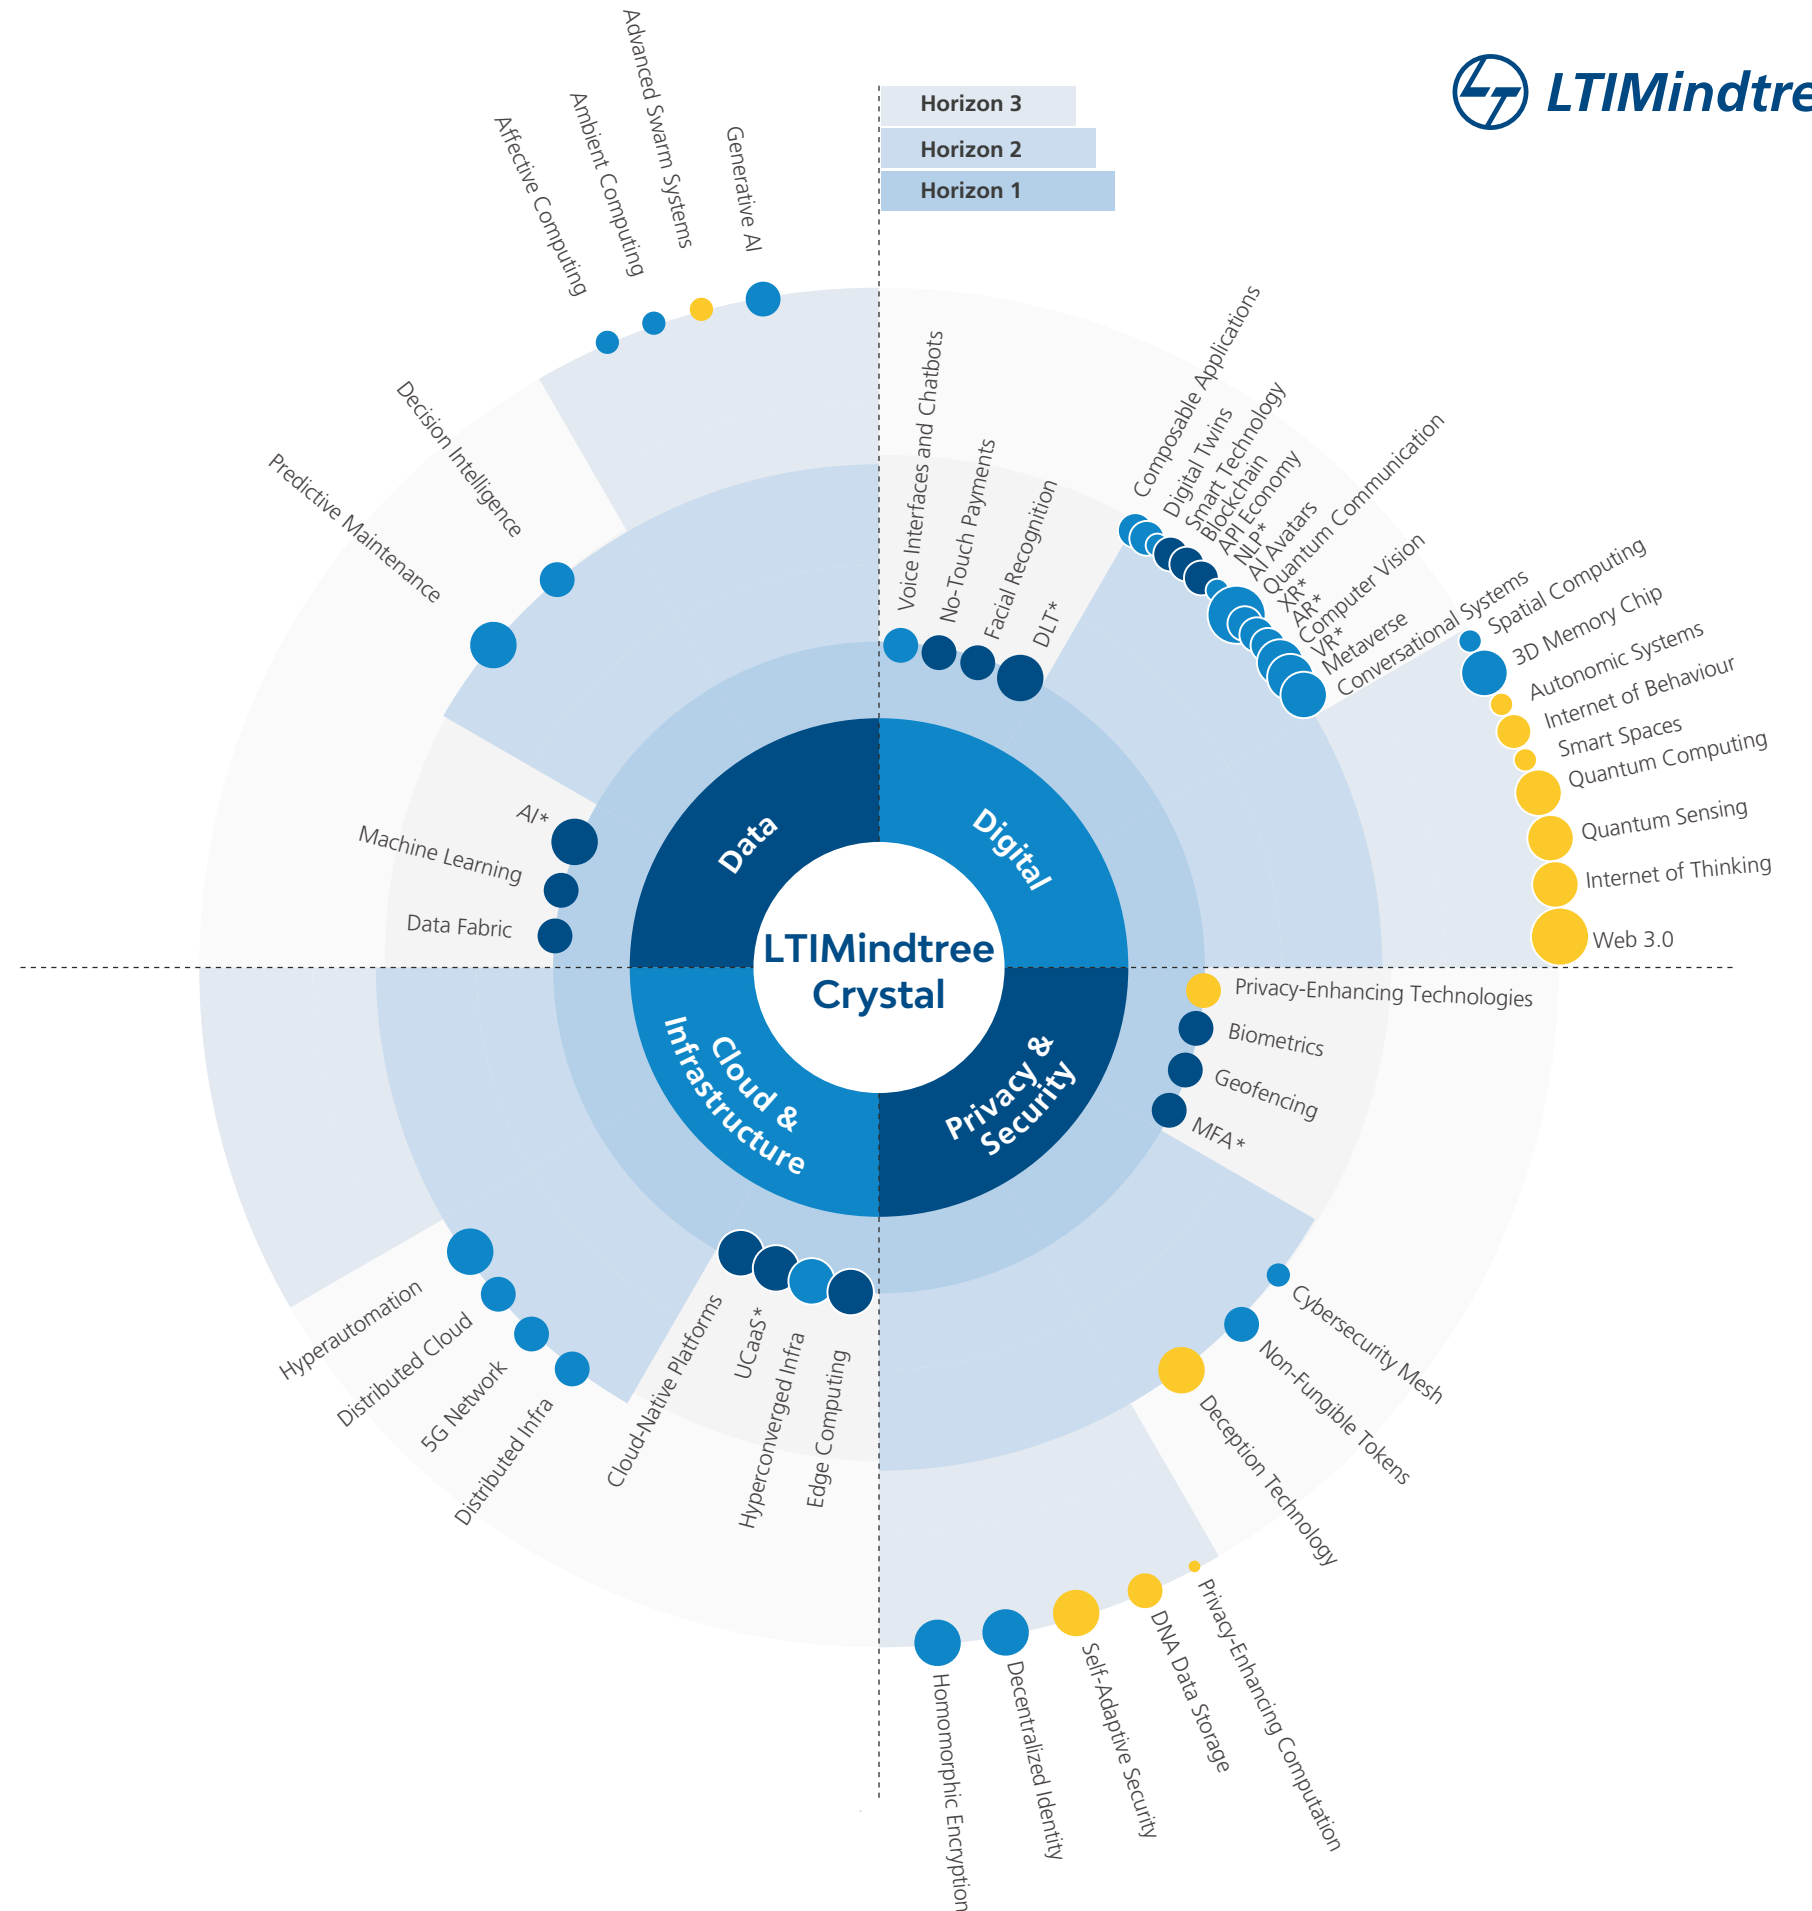 LTIMindtre
Horizon 3
Horizon 2
Horizon 1
Affective Computing
Ambient Computing
Advanced Swarm Systems
Generative AI
Decision Intelligence
Predictive Maintenance
AI*
Machine Learning
Data Fabric
Voice Interfaces and Chatbots
No-Touch Payments
Facial Recognition
DLT*
Composable Applications
Digital Twins
Smart Technology
Blockchain
API Economy
NLP*
AI Avatars
Quantum Communication
XR*
AR*
Computer Vision
VR*
Metaverse
Conversational Systems
Spatial Computing
3D Memory Chip
Autonomic Systems
Internet of Behaviour
Smart Spaces
Quantum Computing
Quantum Sensing
Internet of Thinking
Web 3.0
Data
Digital
LTIMindtree
Crystal
Cloud &
Infrastructure
Privacy &
Security
Privacy-Enhancing Technologies
Biometrics
Geofencing
MFA*
Cybersecurity Mesh
Non-Fungible Tokens
Deception Technology
Privacy-Enhancing Computation
DNA Data Storage
Self-Adaptive Security
Decentralized Identity
Homomorphic Encryption
Hyperautomation
Distributed Cloud
5G Network
Distributed Infra
Cloud-Native Platforms
UCaaS*
Hyperconverged Infra
Edge Computing